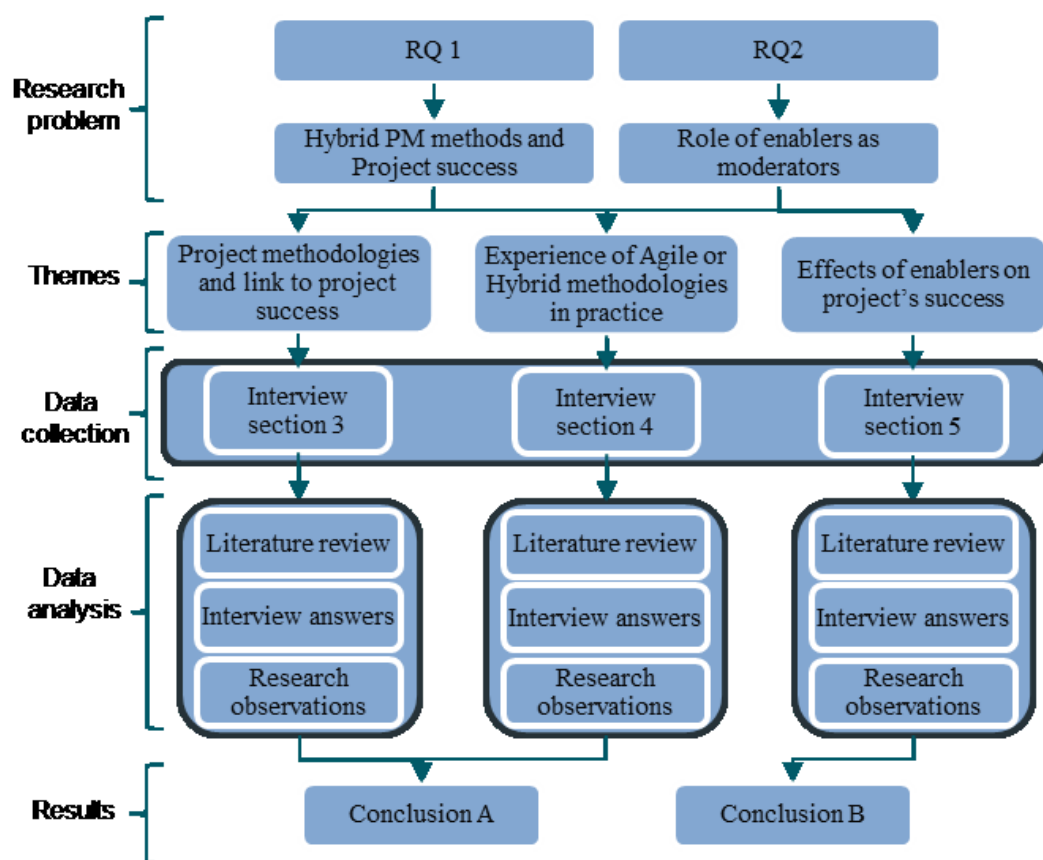 Research
problem
RQ 1
RQ2
Hybrid PM methods and
Project success
Role of enablers as
moderators
Themes
Project methodologies
and link to project
success
Experience of Agile or
Hybrid methodologies
in practice
Effects of enablers on
project’s success
Data
collection
Interview
section 3
Interview
section 4
Interview
section 5
Data
analysis
Literature review
Interview answers
Research
observations
Literature review
Interview answers
Research
observations
Literature review
Interview answers
Research
observations
Results
Conclusion A
Conclusion B